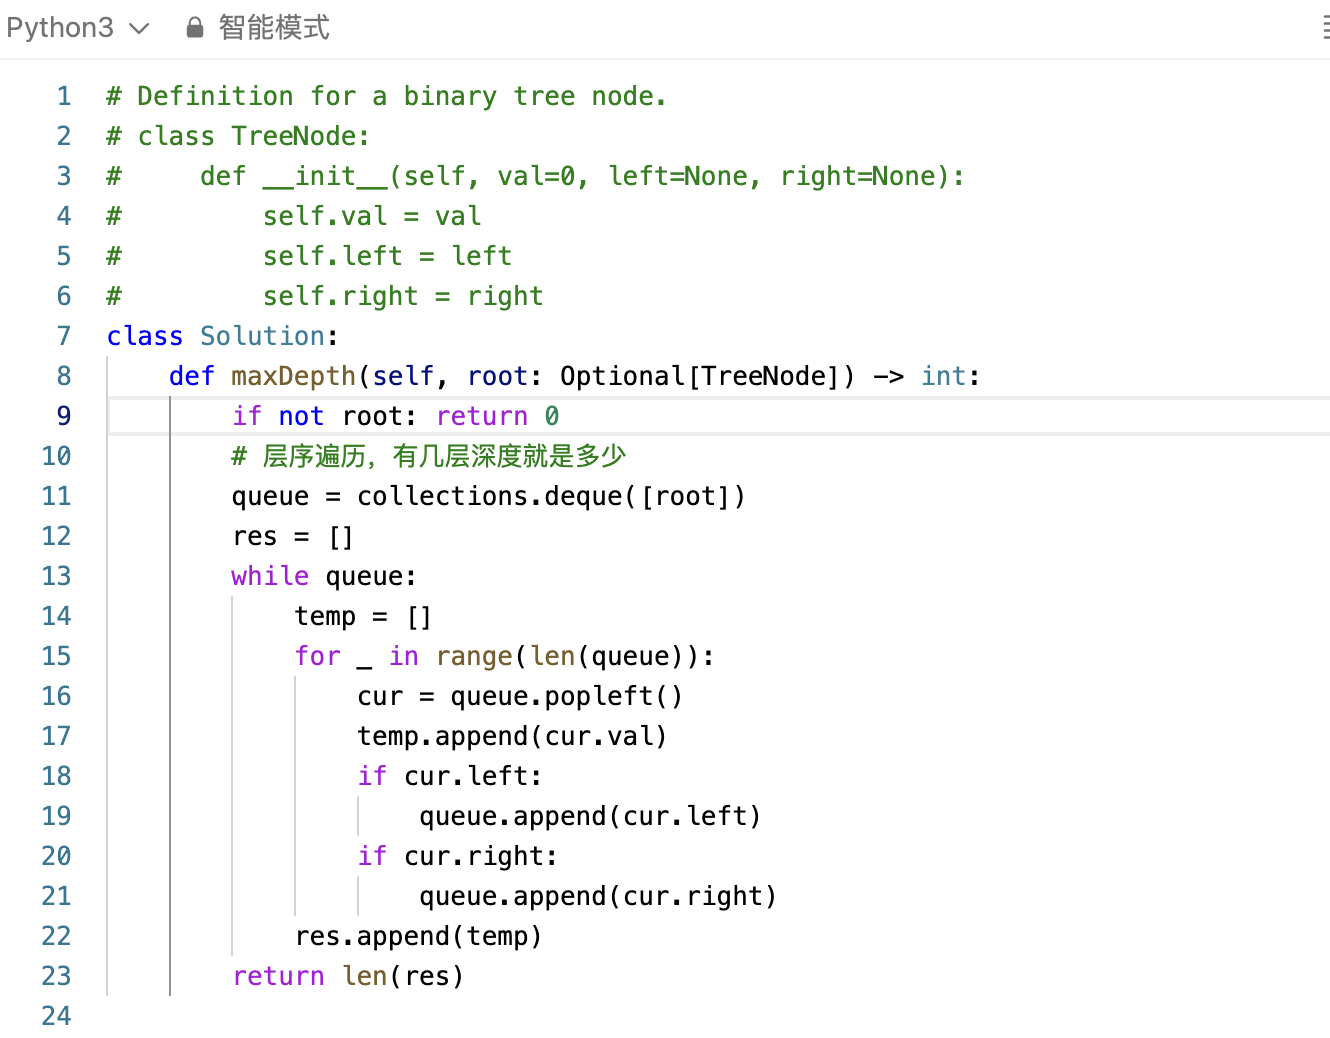 Python3 智能模式
1 # Definition for a binary tree node.
2 # class TreeNode:
3 #     def __init__(self, val=0, left=None, right=None):
4 #         self.val = val
5 #         self.left = left
6 #         self.right = right
7 class Solution:
8     def maxDepth(self, root: Optional[TreeNode]) -> int:
9         if not root: return 0
10         # 层序遍历，有几层深度就是多少
11         queue = collections.deque([root])
12         res = []
13         while queue:
14             temp = []
15             for _ in range(len(queue)):
16                 cur = queue.popleft()
17                 temp.append(cur.val)
18                 if cur.left:
19                     queue.append(cur.left)
20                 if cur.right:
21                     queue.append(cur.right)
22             res.append(temp)
23         return len(res)
24